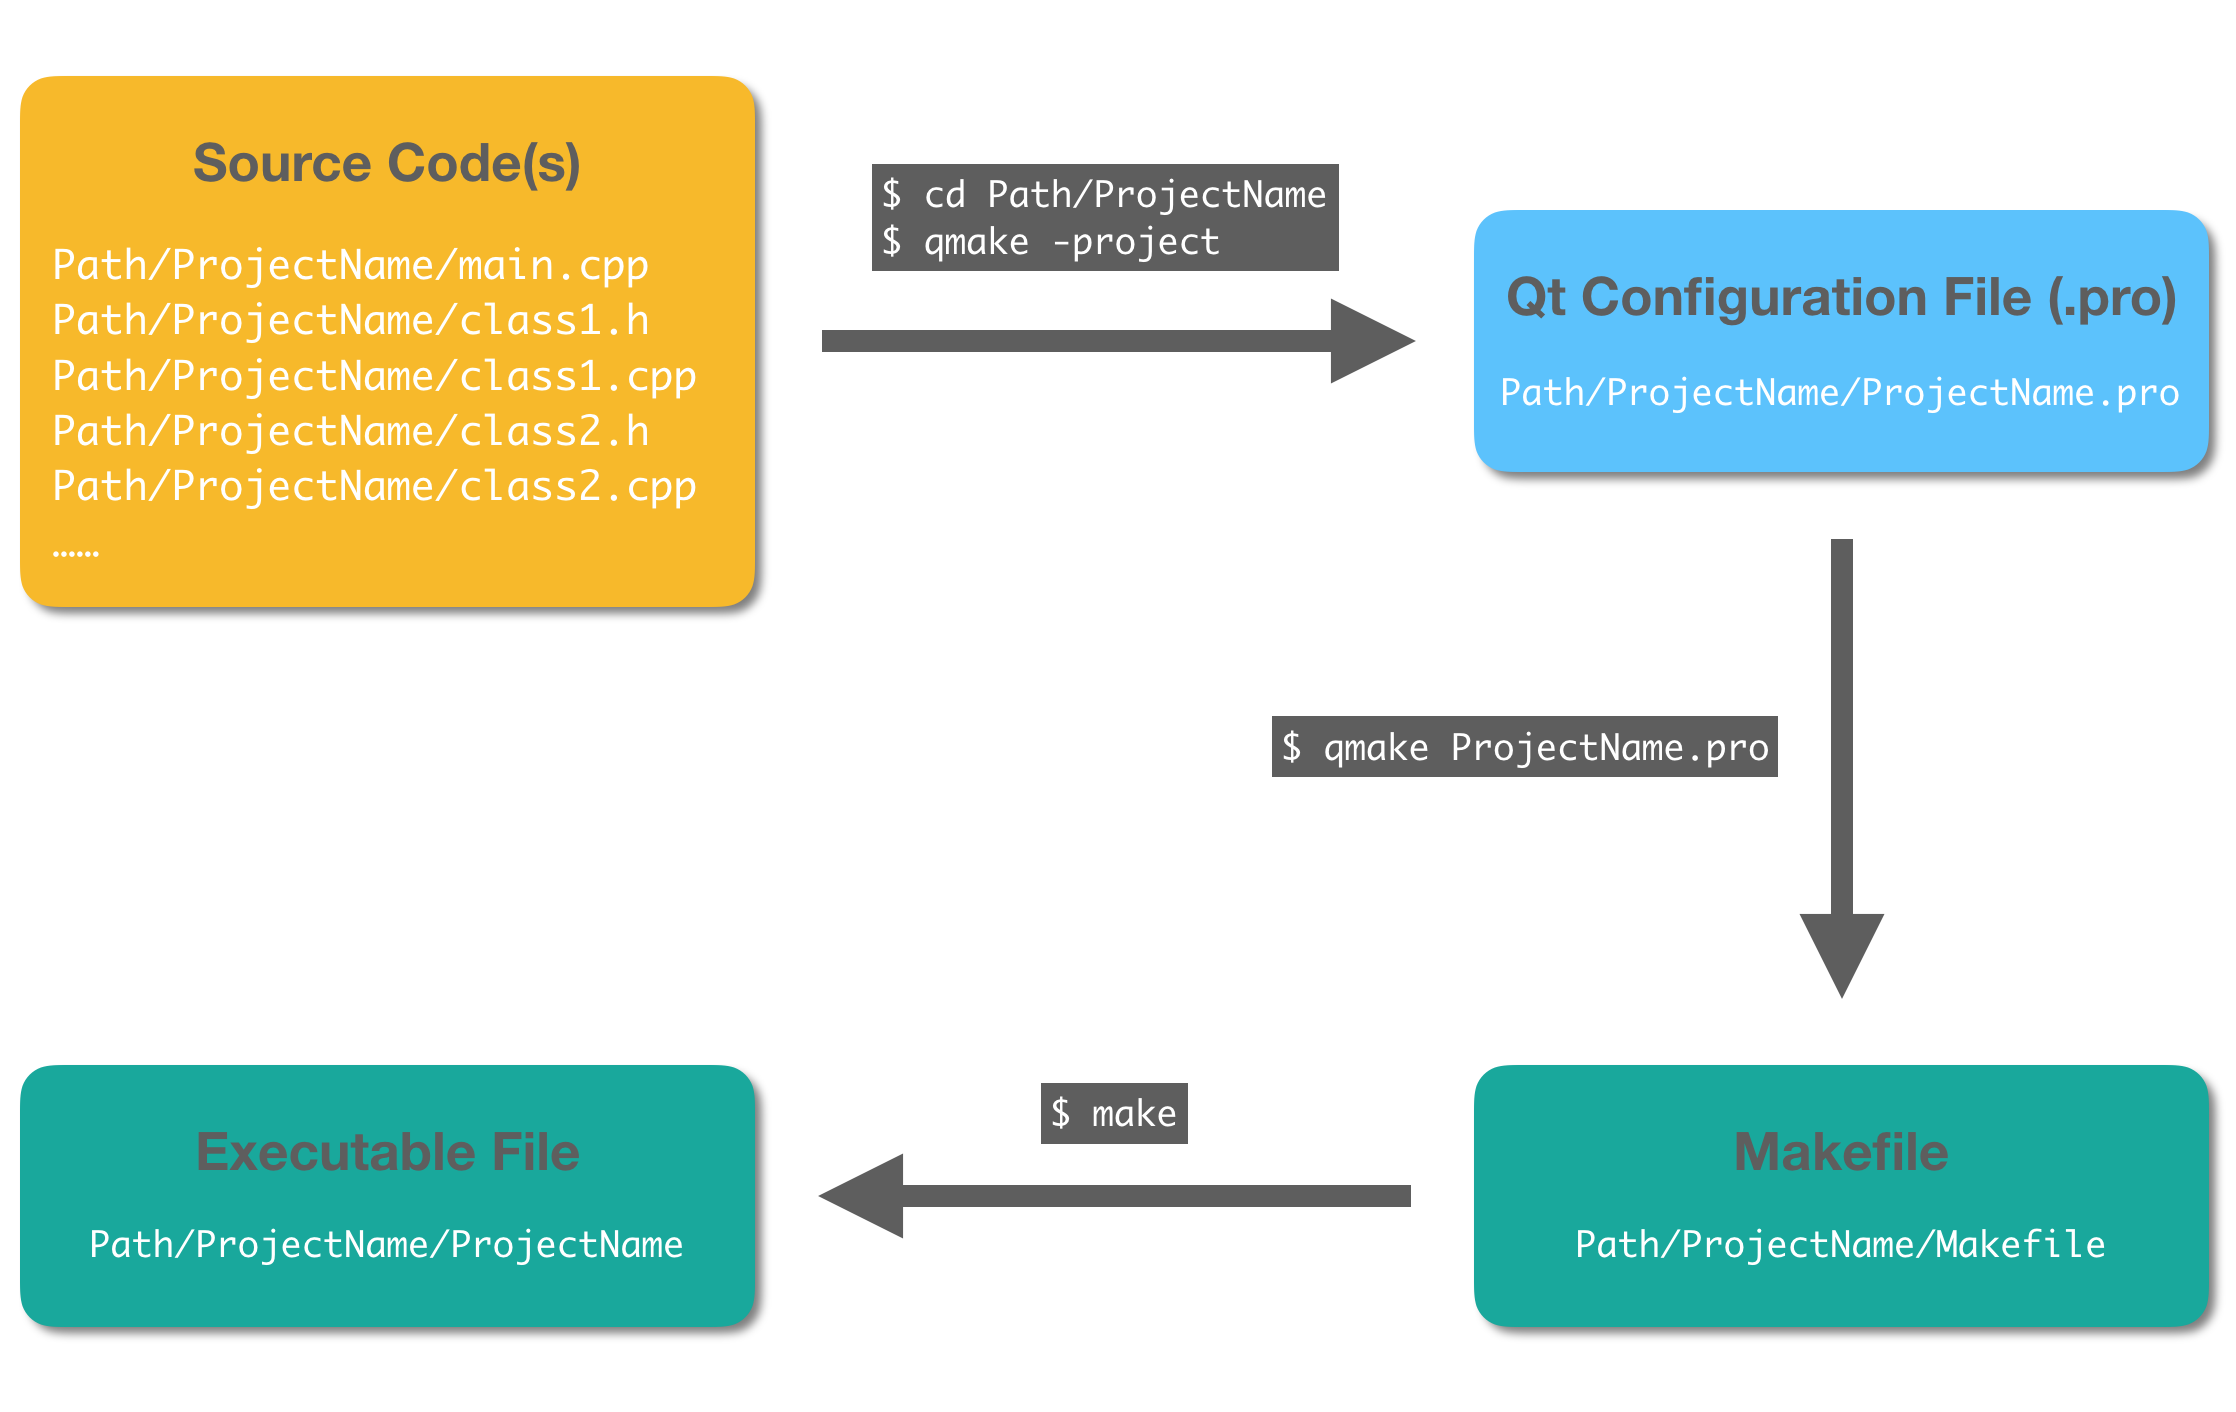 Source Code(s)
Path/ProjectName/main.cpp
Path/ProjectName/class1.h
Path/ProjectName/class1.cpp
Path/ProjectName/class2.h
Path/ProjectName/class2.cpp
……
$ cd Path/ProjectName
$ qmake -project
Qt Configuration File (.pro)
Path/ProjectName/ProjectName.pro
$ qmake ProjectName.pro
Makefile
Path/ProjectName/Makefile
$ make
Executable File
Path/ProjectName/ProjectName